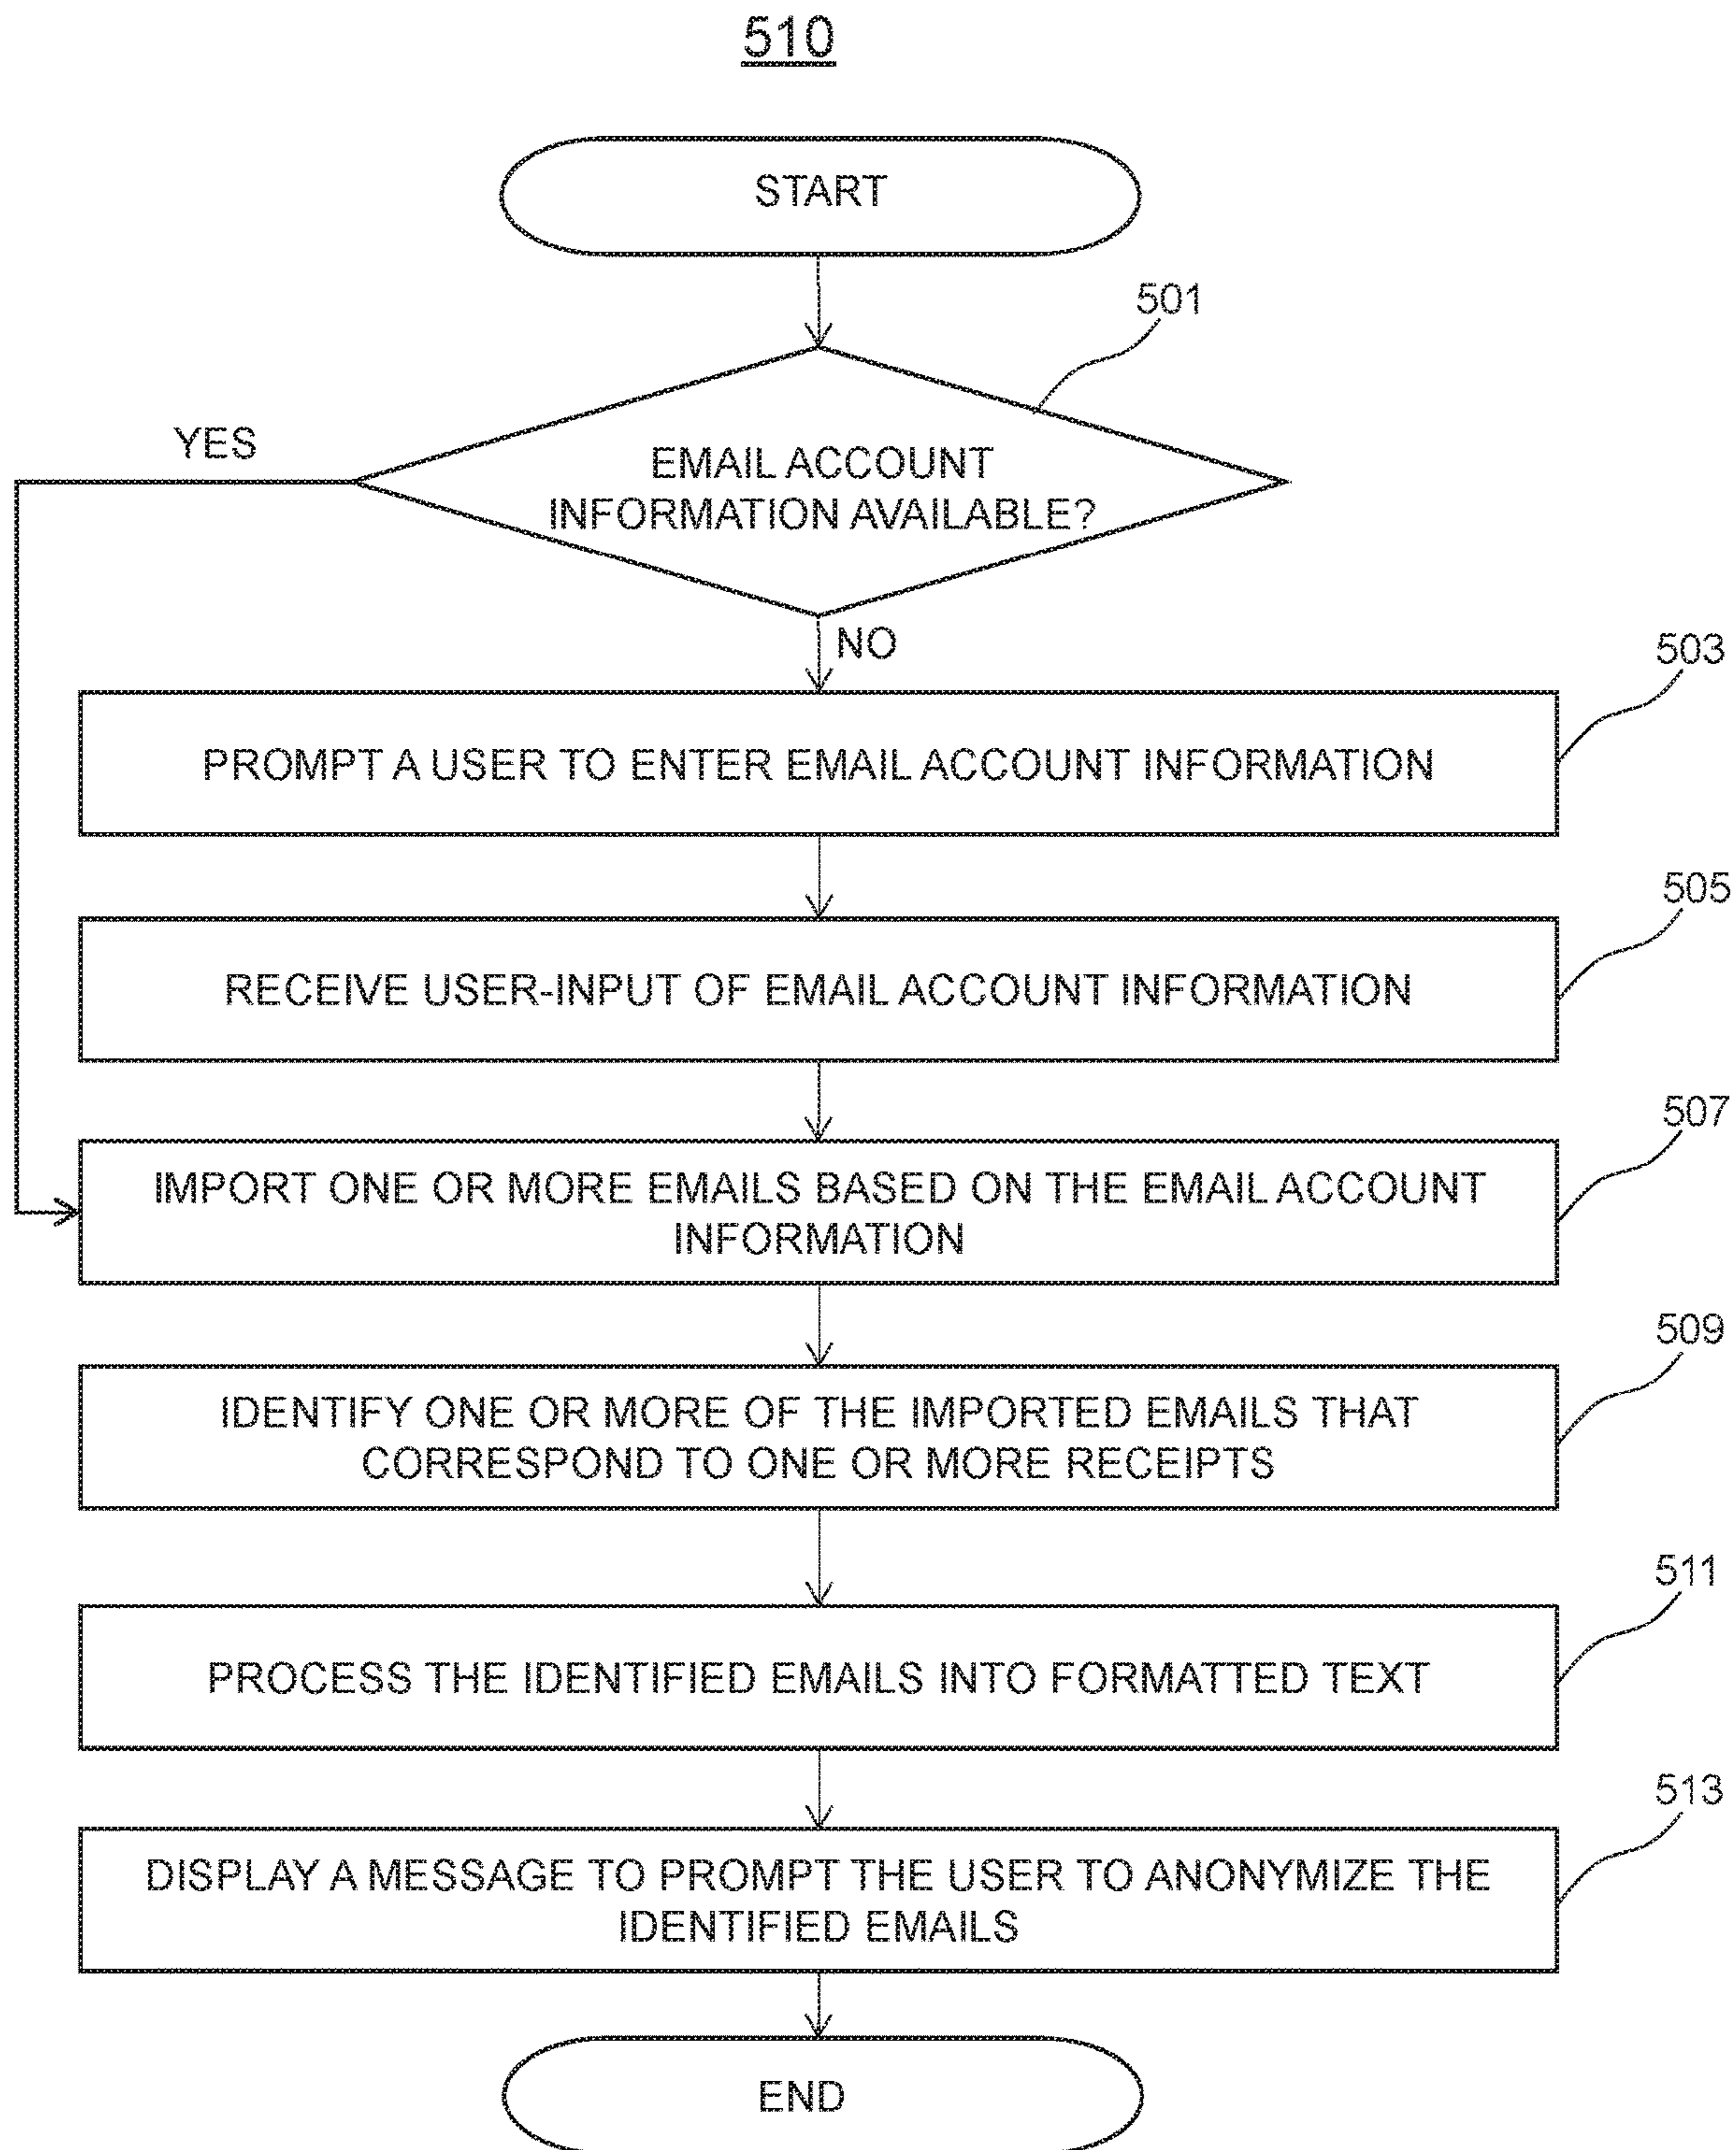 510
START
501
EMAIL ACCOUNT
INFORMATION AVAILABLE?
YES
NO
503
PROMPT A USER TO ENTER EMAIL ACCOUNT INFORMATION
505
RECEIVE USER-INPUT OF EMAIL ACCOUNT INFORMATION
507
IMPORT ONE OR MORE EMAILS BASED ON THE EMAIL ACCOUNT
INFORMATION
509
IDENTIFY ONE OR MORE OF THE IMPORTED EMAILS THAT
CORRESPOND TO ONE OR MORE RECEIPTS
511
PROCESS THE IDENTIFIED EMAILS INTO FORMATTED TEXT
513
DISPLAY A MESSAGE TO PROMPT THE USER TO ANONYMIZE THE
IDENTIFIED EMAILS
END